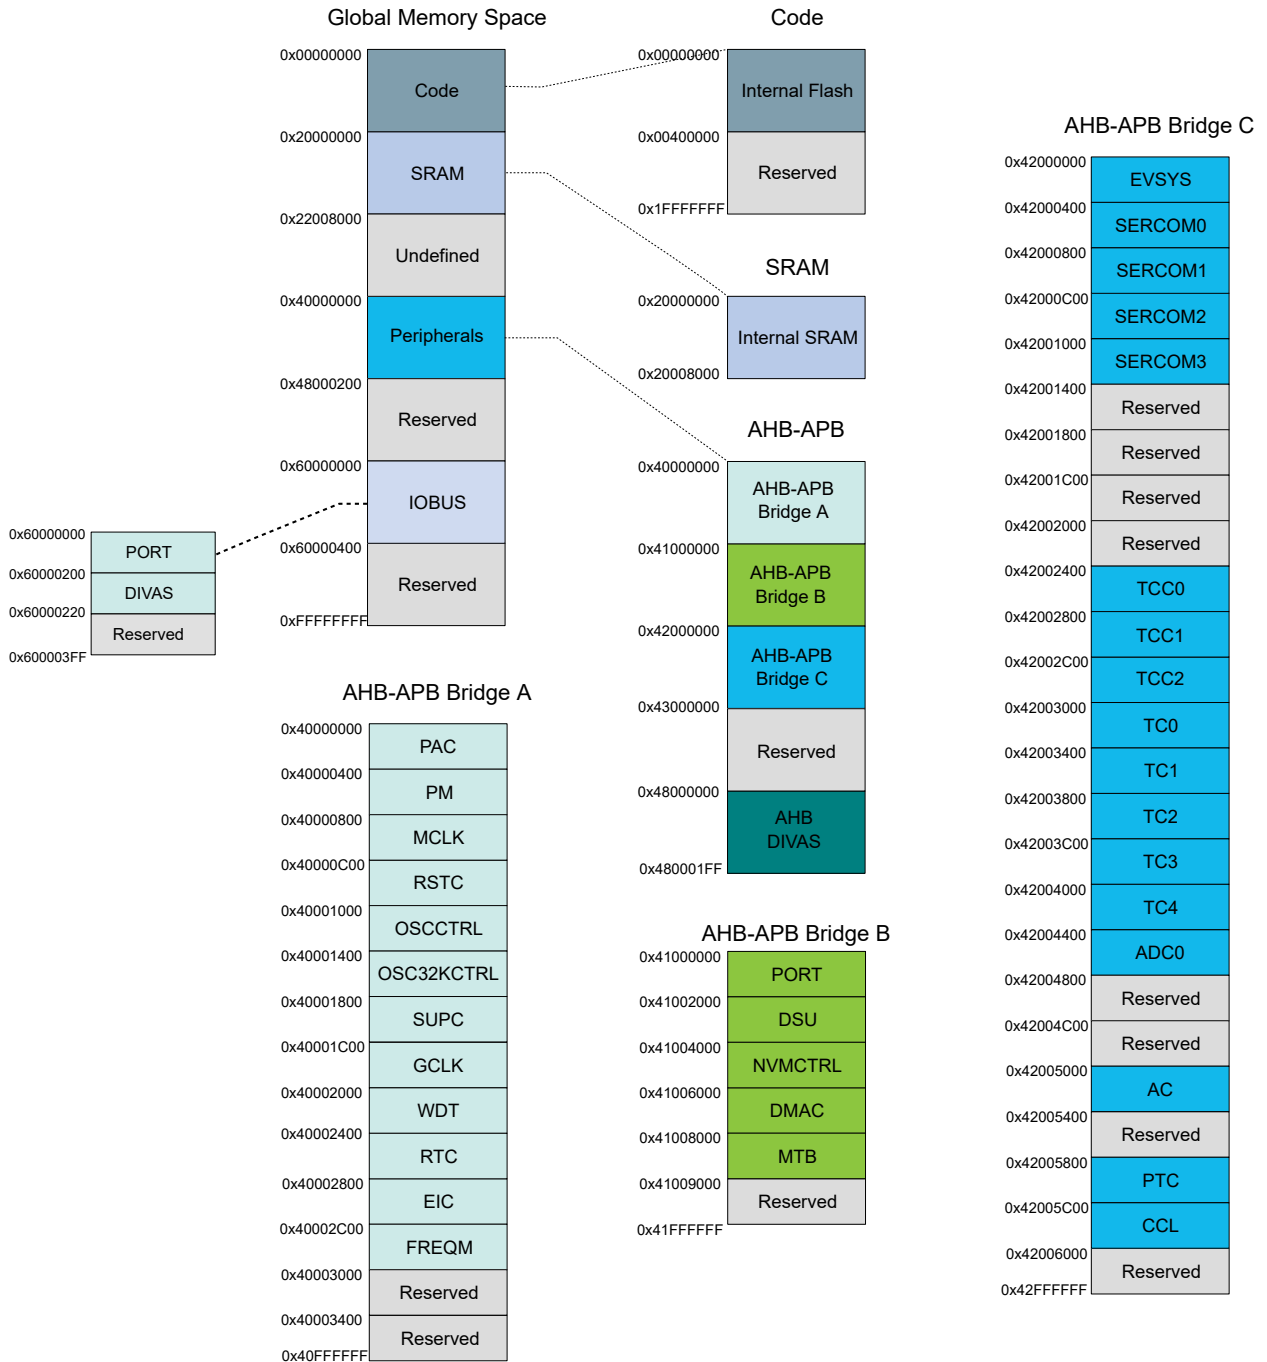 Global Memory Space
0x00000000
Code
0x20000000
SRAM
0x22008000
Undefined
0x40000000
Peripherals
0x48000200
Reserved
0x60000000
IOBUS
0x60000400
Reserved
0xFFFFFFFF
0x60000000
PORT
0x60000200
DIVAS
0x60000220
Reserved
0x600003FF
AHB-APB Bridge A
0x40000000
PAC
0x40000400
PM
0x40000800
MCLK
0x40000C00
RSTC
0x40001000
OSCCTRL
0x40001400
OSC32KCTRL
0x40001800
SUPC
0x40001C00
GCLK
0x40002000
WDT
0x40002400
RTC
0x40002800
EIC
0x40002C00
FREQM
0x40003000
Reserved
0x40003400
Reserved
0x40FFFFFF
Code
0x00000000
Internal Flash
0x00400000
Reserved
0x1FFFFFFF
SRAM
0x20000000
Internal SRAM
0x20008000
AHB-APB
0x40000000
AHB-APB
Bridge A
0x41000000
AHB-APB
Bridge B
0x42000000
AHB-APB
Bridge C
0x43000000
Reserved
0x48000000
AHB
DIVAS
0x480001FF
AHB-APB Bridge B
0x41000000
PORT
0x41002000
DSU
0x41004000
NVMCTRL
0x41006000
DMAC
0x41008000
MTB
0x41009000
Reserved
0x41FFFFFF
AHB-APB Bridge C
0x42000000
EVSYS
0x42000400
SERCOM0
0x42000800
SERCOM1
0x42000C00
SERCOM2
0x42001000
SERCOM3
0x42001400
Reserved
0x42001800
Reserved
0x42001C00
Reserved
0x42002000
Reserved
0x42002400
TCC0
0x42002800
TCC1
0x42002C00
TCC2
0x42003000
TC0
0x42003400
TC1
0x42003800
TC2
0x42003C00
TC3
0x42004000
TC4
0x42004400
ADC0
0x42004800
Reserved
0x42004C00
Reserved
0x42005000
AC
0x42005400
Reserved
0x42005800
PTC
0x42005C00
CCL
0x42006000
Reserved
0x42FFFFFF